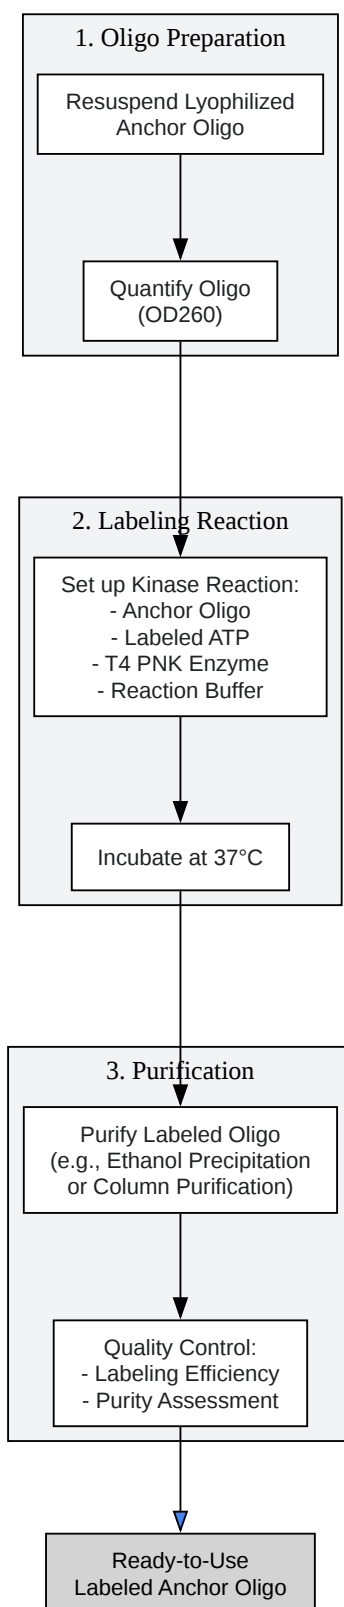 1. Oligo Preparation
Resuspend Lyophilized
Anchor Oligo
Quantify Oligo
(OD260)
2. Labeling Reaction
Set up Kinase Reaction:
- Anchor Oligo
- Labeled ATP
- T4 PNK Enzyme
- Reaction Buffer
Incubate at 37°C
3. Purification
Purify Labeled Oligo
(e.g., Ethanol Precipitation
or Column Purification)
Quality Control:
- Labeling Efficiency
- Purity Assessment
Ready-to-Use
Labeled Anchor Oligo